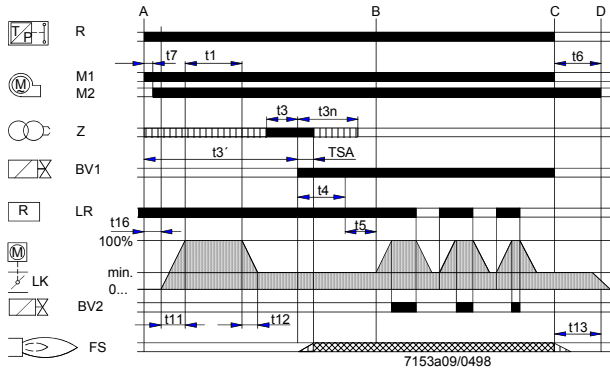 A B C D
T P R
t7 t1 t6
M M1
M2
t3 t3n
Z
t3´ TSA
BV1
t4
R LR
t16 t5
100%
M
min.
LK
0...
BV2
t11 t12 t13
FS
7153a09/0498